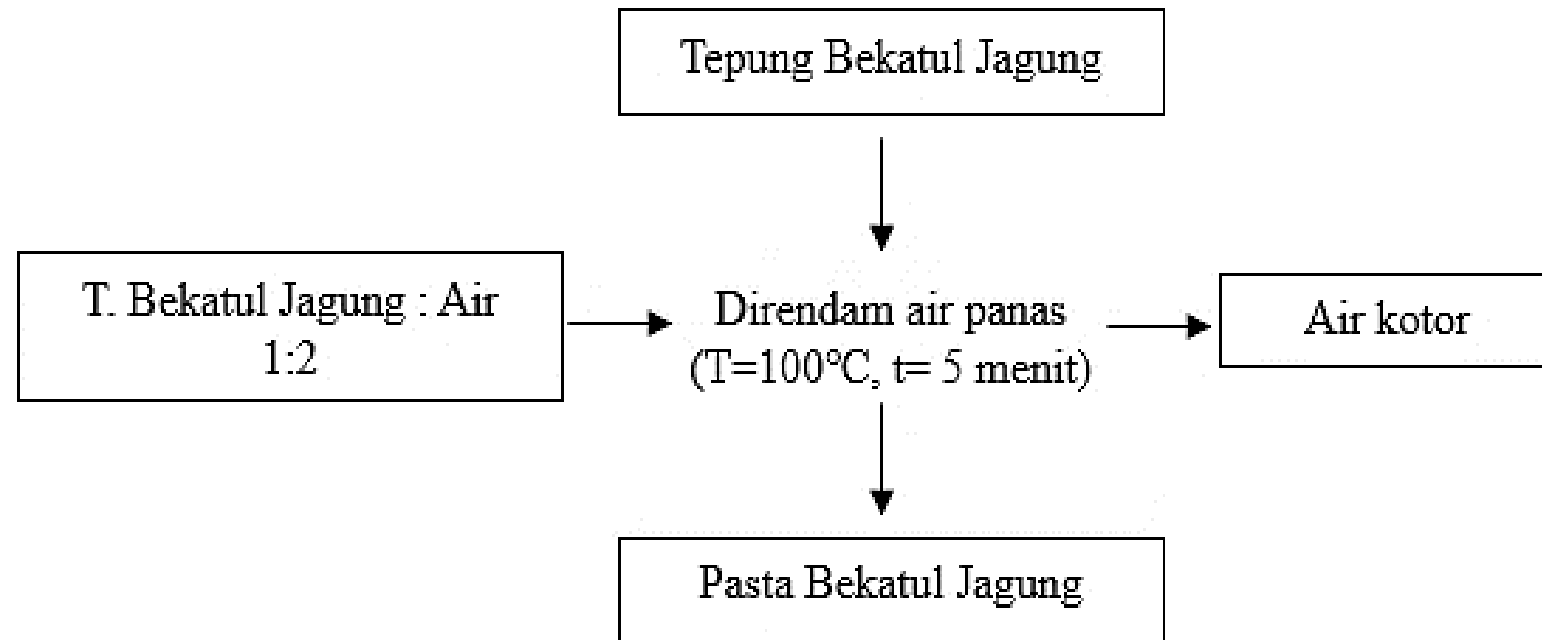 Tepung Bekatul Jagung
T. Bekatul Jagung : Air
1:2
Direndam air panas
(T=100°C, t= 5 menit)
Air kotor
Pasta Bekatul Jagung